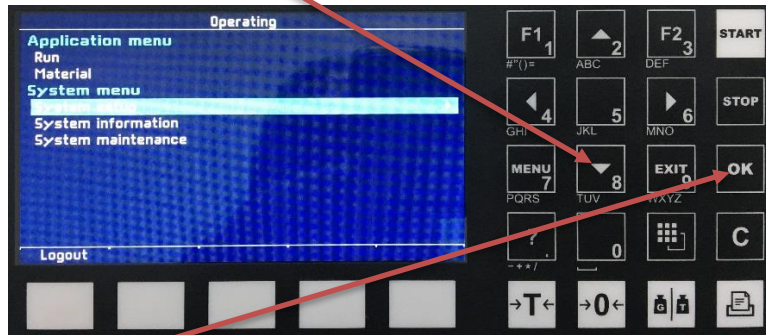 Operating
Application menu
Run
Material
System menu
System setup
System information
System maintenance
Logout
F1 1
#"()=
2
ABC
F2 3
DEF
START
4
GHI
5
JKL
6
MNO
STOP
MENU 7
PQRS
8
TUV
EXIT 9
WXYZ
OK
? .
-+*/
0
C
→T←
→0←
G T